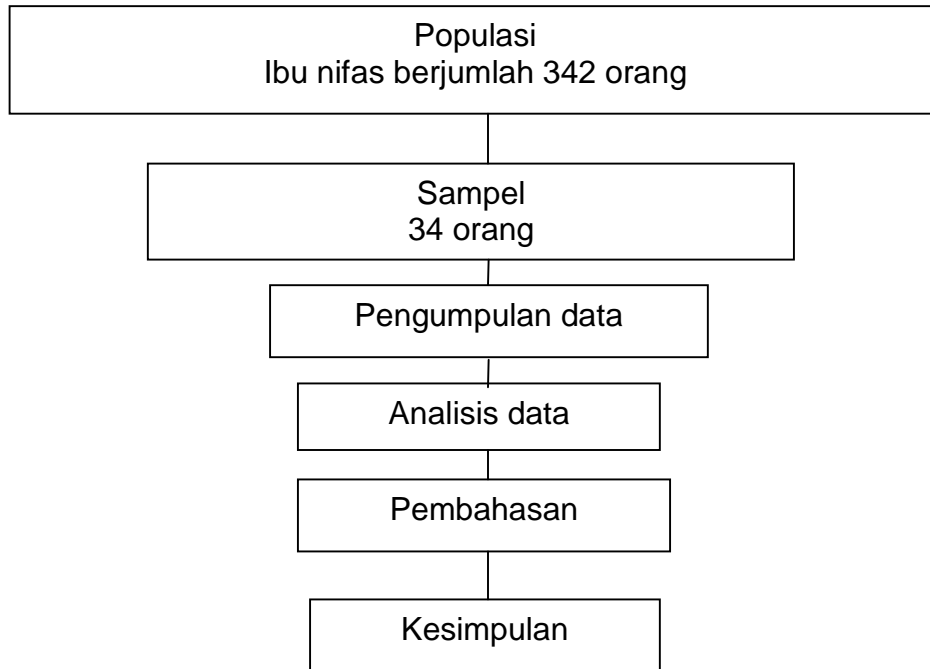 Populasi
Ibu nifas berjumlah 342 orang
Sampel
34 orang
Pengumpulan data
Analisis data
Pembahasan
Kesimpulan